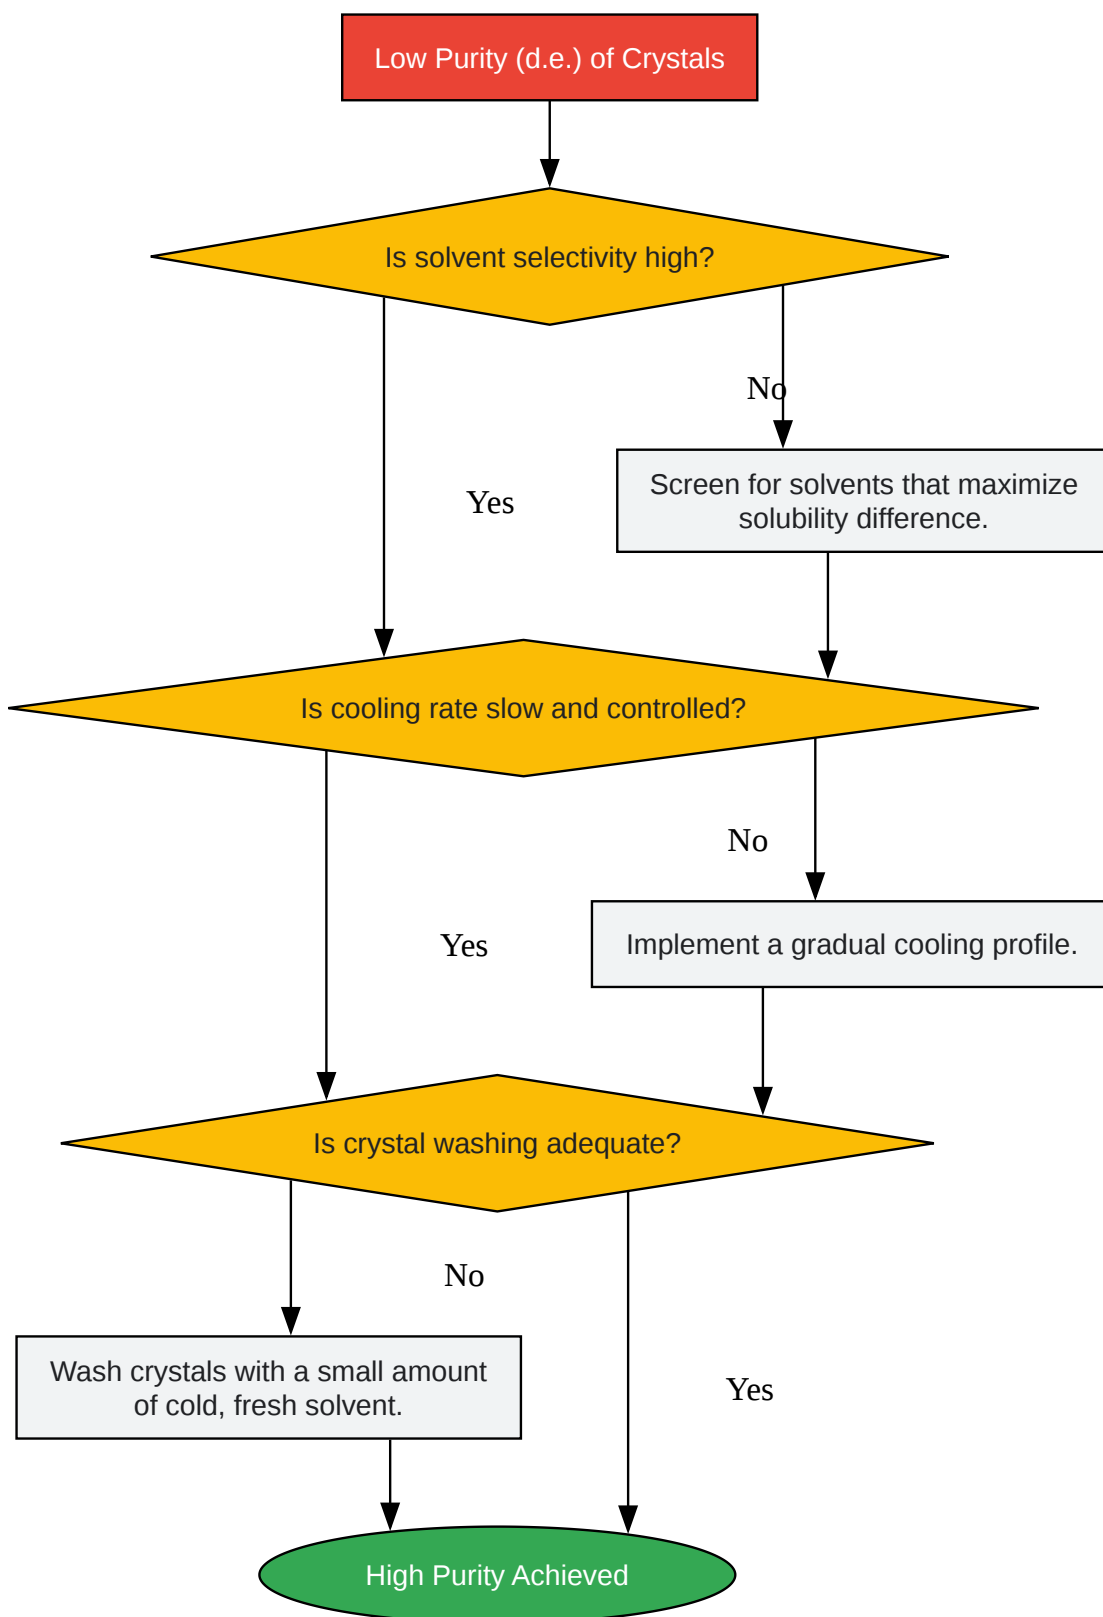 Low Purity (d.e.) of Crystals
Is solvent selectivity high?
No
Screen for solvents that maximize
solubility difference.
Yes
Is cooling rate slow and controlled?
No
Implement a gradual cooling profile.
Yes
Is crystal washing adequate?
No
Wash crystals with a small amount
of cold, fresh solvent.
Yes
High Purity Achieved